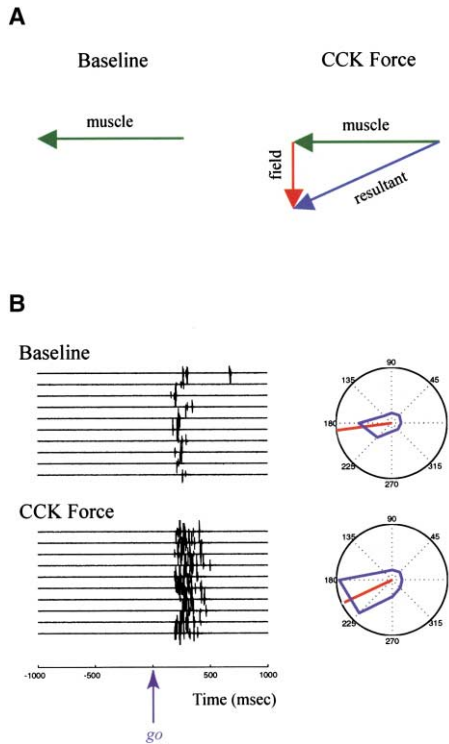 A
Baseline
CCK Force
muscle
muscle
field
resultant
B
Baseline
90
135
45
180
225
315
270
CCK Force
90
135
45
180
225
315
270
-1000 -500 0 500 1000
Time (msec)
go